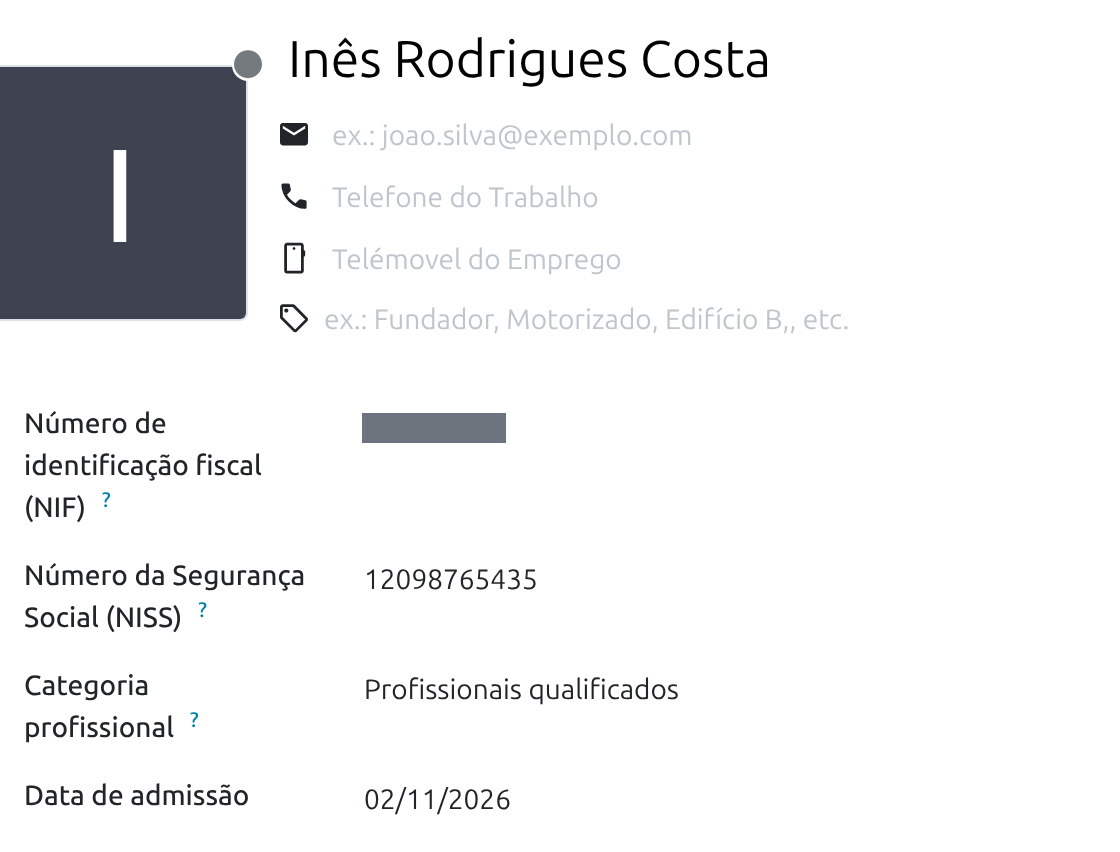 I
Inês Rodrigues Costa
ex.: joao.silva@exemplo.com
Telefone do Trabalho
Telémovel do Emprego
ex.: Fundador, Motorizado, Edifício B,, etc.
Número de
identificação fiscal
(NIF) ?
Número da Segurança
Social (NISS) ?
12098765435
Categoria
profissional ?
Profissionais qualificados
Data de admissão
02/11/2026